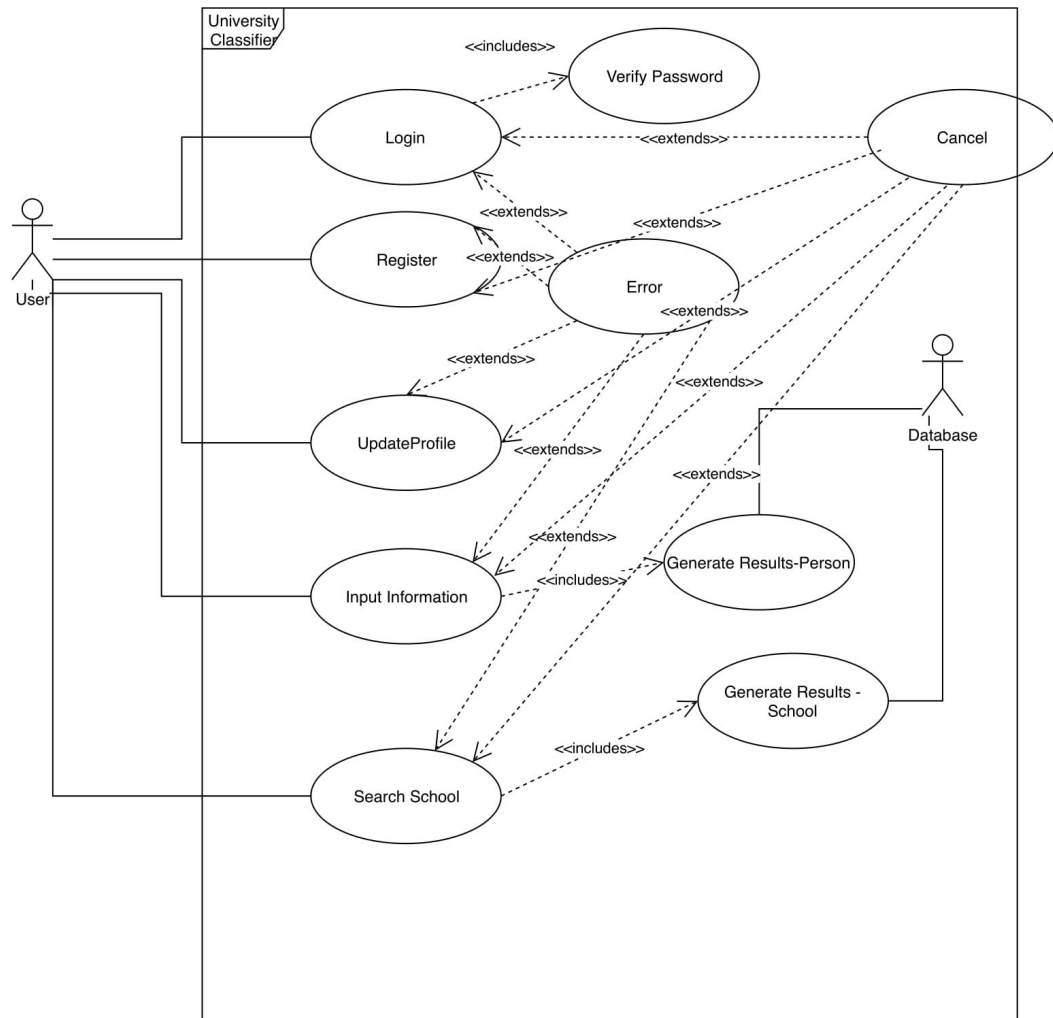 University
Classifier
<<includes>>
Verify Password
Login
<<extends>>
Cancel
<<extends>>
<<extends>>
Register
<<extends>>
Error
User
<<extends>>
<<extends>>
<<extends>>
UpdateProfile
Database
<<extends>>
<<extends>>
<<extends>>
Generate Results-Person
<<includes>>
Input Information
Generate Results -
School
<<includes>>
Search School